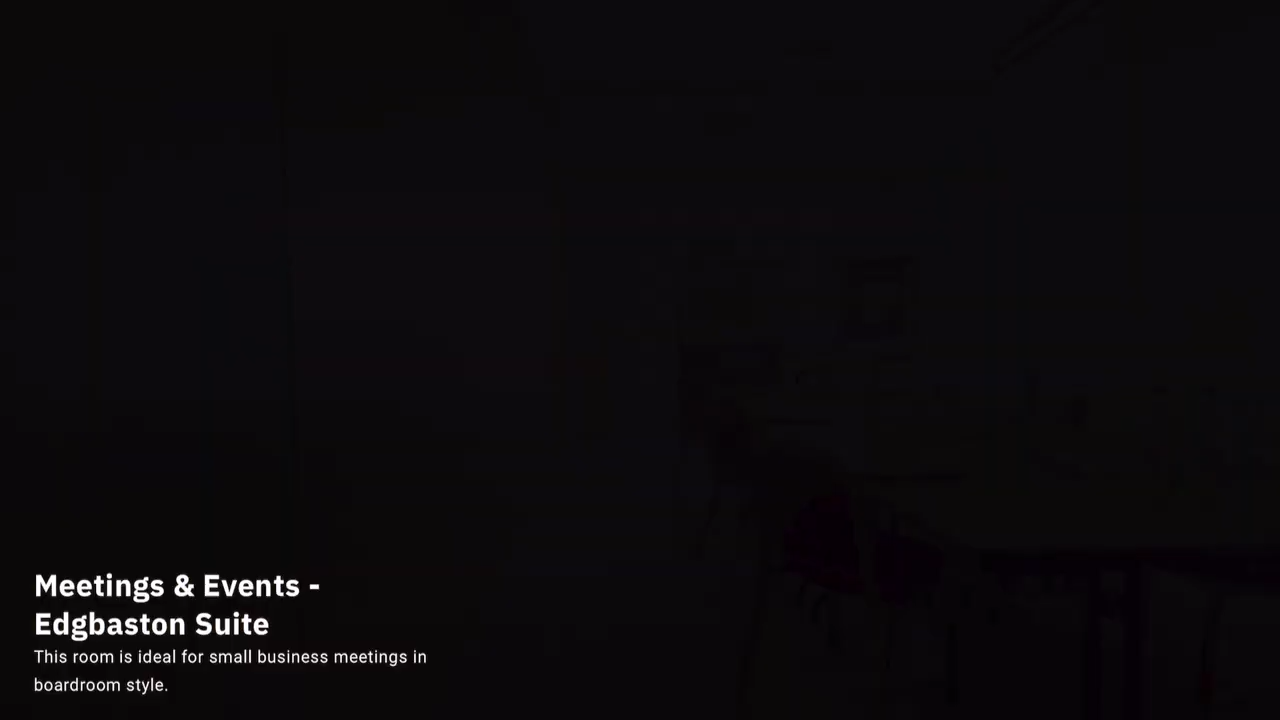 Meetings & Events -
Edgbaston Suite
This room is ideal for small business meetings in
boardroom style.